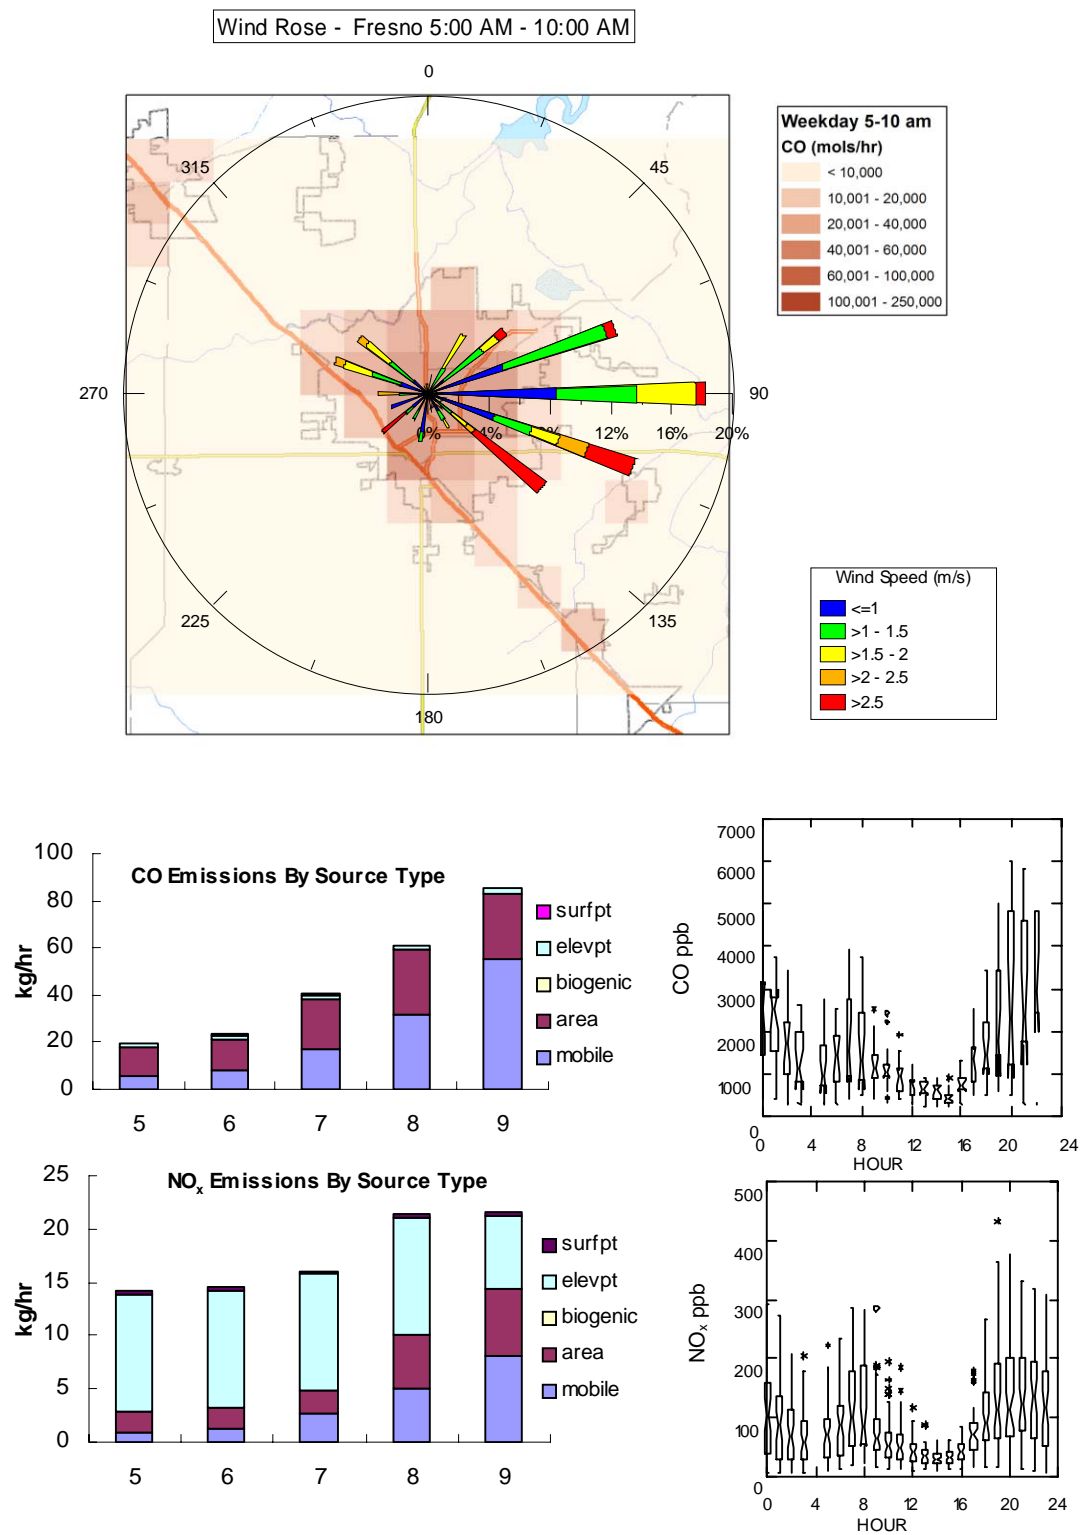 Wind Rose - Fresno 5:00 AM - 10:00 AM
0
45
90
135
180
225
270
315
0% 4% 8% 12% 16% 20%
Weekday 5-10 am
CO (mols/hr)
< 10,000
10,001 - 20,000
20,001 - 40,000
40,001 - 60,000
60,001 - 100,000
100,001 - 250,000
Wind Speed (m/s)
<=1
>1 - 1.5
>1.5 - 2
>2 - 2.5
>2.5
CO Emissions By Source Type
kg/hr
100
80
60
40
20
0
5 6 7 8 9
surfpt
elevpt
biogenic
area
mobile
CO ppb
7000
6000
5000
4000
3000
2000
1000
0
0 4 8 12 16 20 24
HOUR
NOx Emissions By Source Type
kg/hr
25
20
15
10
5
0
5 6 7 8 9
surfpt
elevpt
biogenic
area
mobile
NOx ppb
500
400
300
200
100
0
0 4 8 12 16 20 24
HOUR